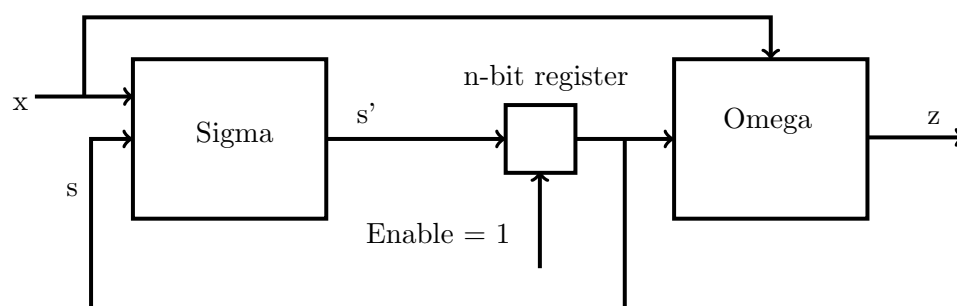 n-bit register
x
Sigma
s'
Omega
z
s
Enable = 1